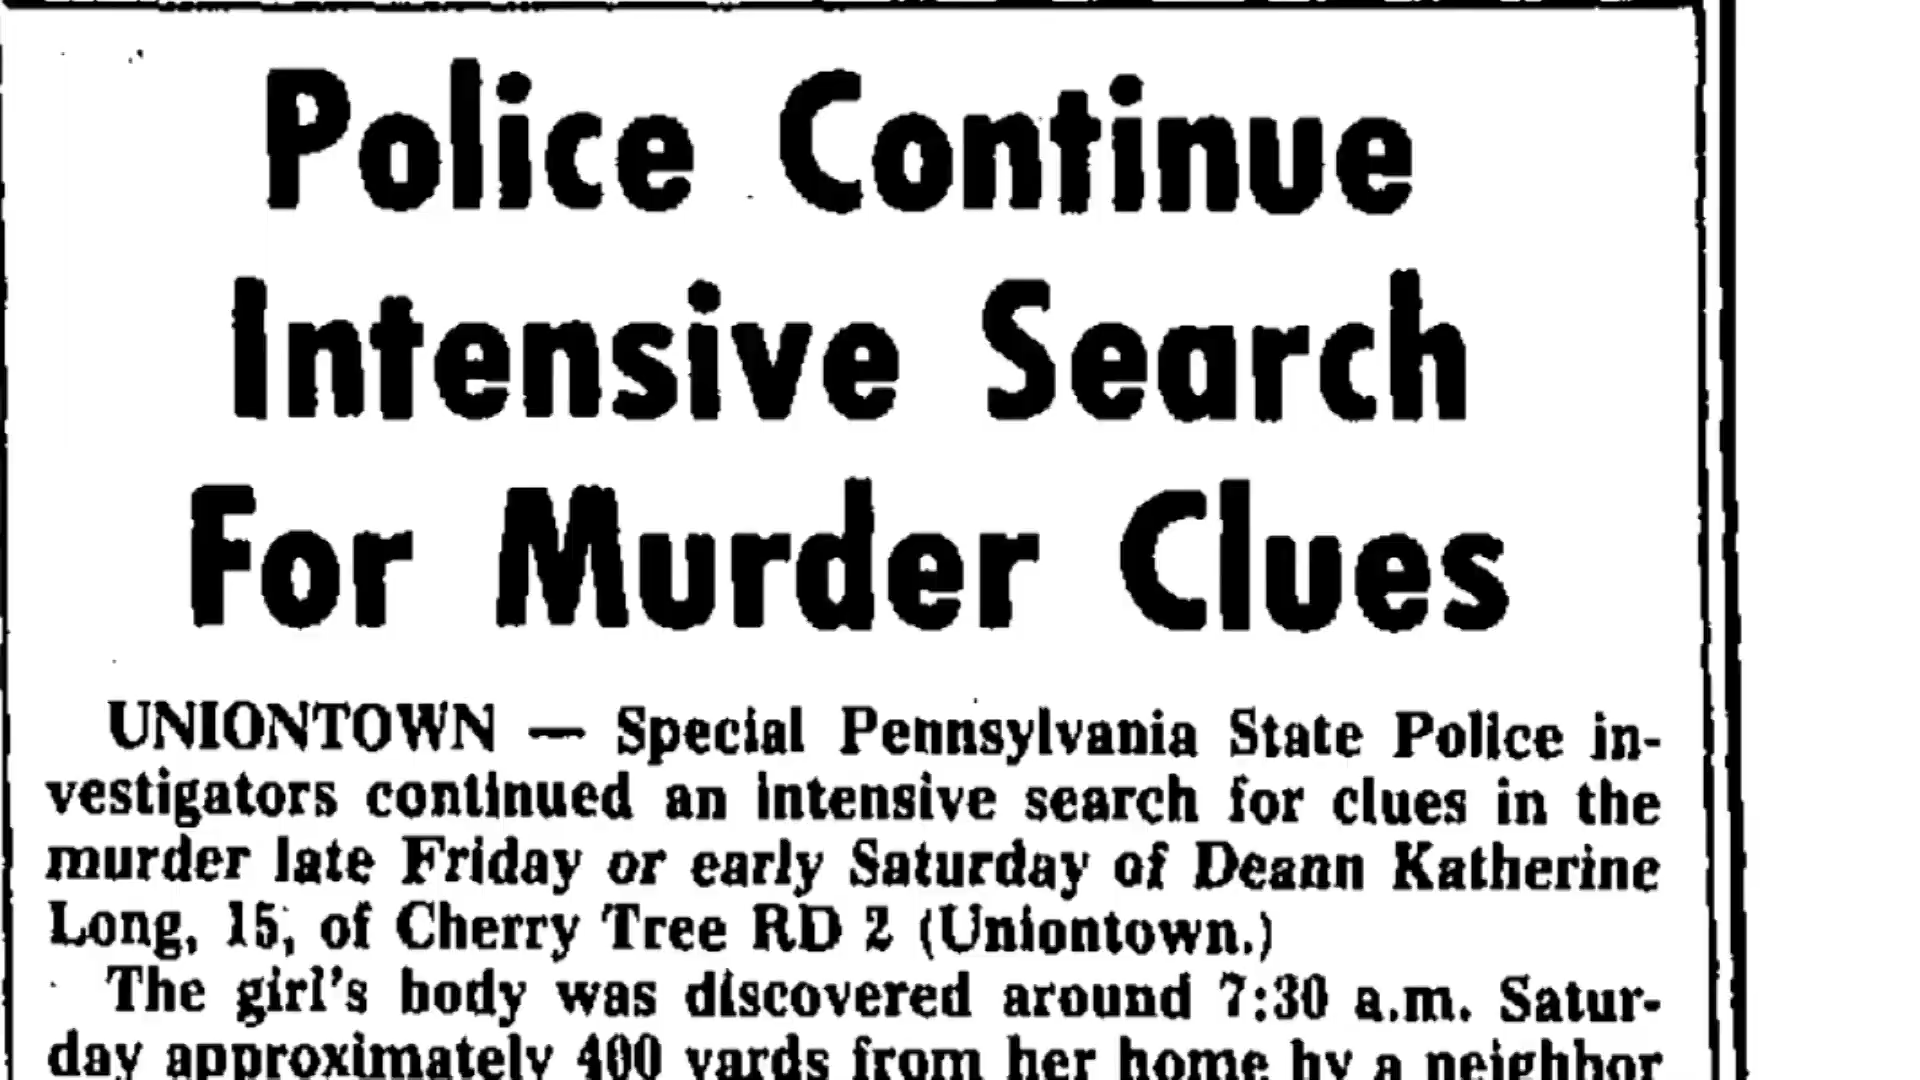 Police Continue
Intensive Search
For Murder Clues
UNIONTOWN — Special Pennsylvania State Police in-
vestigators continued an intensive search for clues in the
murder late Friday or early Saturday of Deann Katherine
Long, 15, of Cherry Tree RD 2 (Uniontown.)
The girl's body was discovered around 7:30 a.m. Satur-
day approximately 400 yards from her home by a neighbor